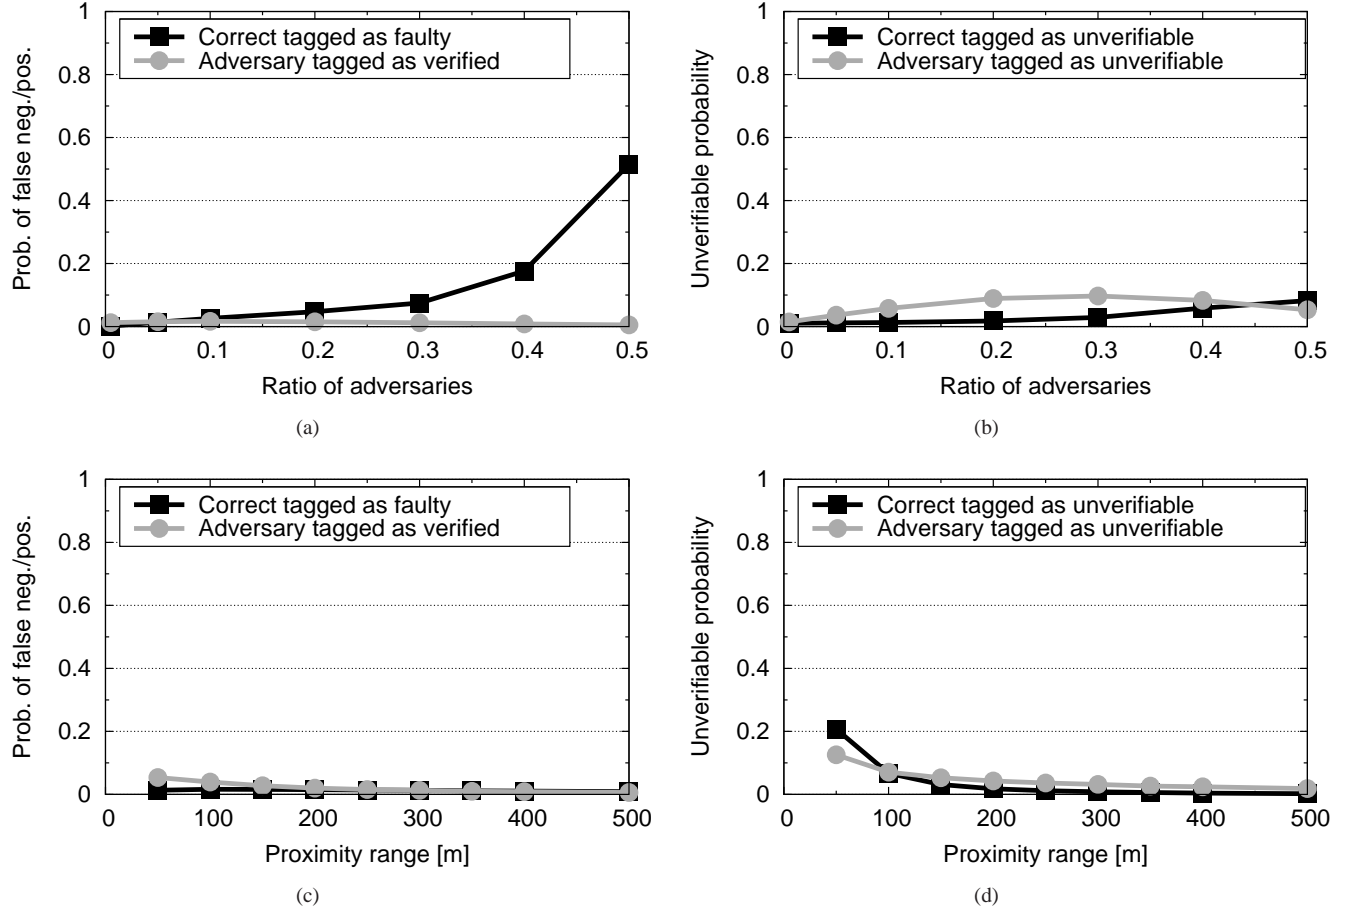 Prob. of false neg./pos.
1
0.8
0.6
0.4
0.2
0
Correct tagged as faulty
Adversary tagged as verified
0 0.1 0.2 0.3 0.4 0.5
Ratio of adversaries
(a)
Unverifiable probability
1
0.8
0.6
0.4
0.2
0
Correct tagged as unverifiable
Adversary tagged as unverifiable
0 0.1 0.2 0.3 0.4 0.5
Ratio of adversaries
(b)
Prob. of false neg./pos.
1
0.8
0.6
0.4
0.2
0
Correct tagged as faulty
Adversary tagged as verified
0 100 200 300 400 500
Proximity range [m]
(c)
Unverifiable probability
1
0.8
0.6
0.4
0.2
0
Correct tagged as unverifiable
Adversary tagged as unverifiable
0 100 200 300 400 500
Proximity range [m]
(d)